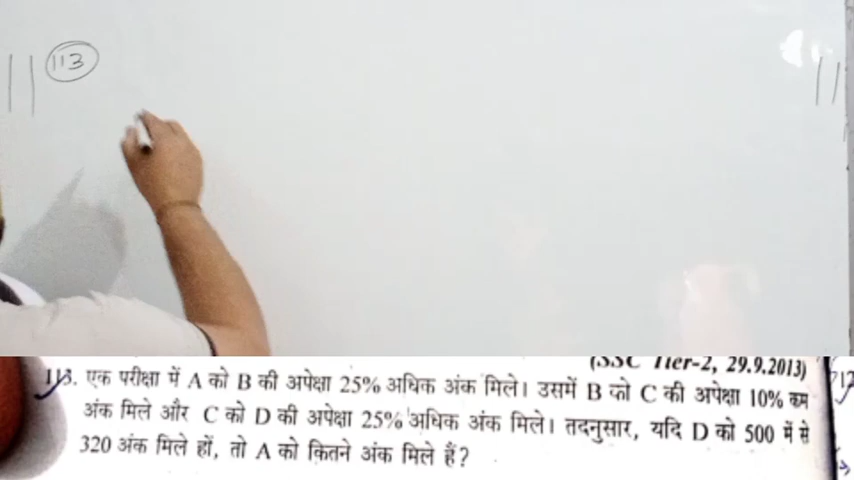 113
(SSC Tier-2, 29.9.2013)
113. एक परीक्षा में A को B की अपेक्षा 25% अधिक अंक मिले। उसमें B को C की अपेक्षा 10% कम
अंक मिले और C को D की अपेक्षा 25% अधिक अंक मिले। तदनुसार, यदि D को 500 में से
320 अंक मिले हों, तो A को कितने अंक मिले हैं?